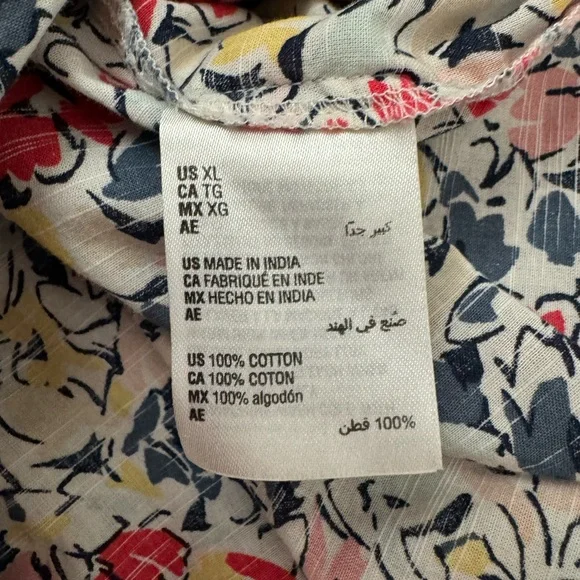 US XL
CA TG
MX XG
AE كبير جدًا
US MADE IN INDIA
CA FABRIQUÉ EN INDE
MX HECHO EN INDIA
AE صنع في الهند
US 100% COTTON
CA 100% COTON
MX 100% algodón
AE 100% قطن